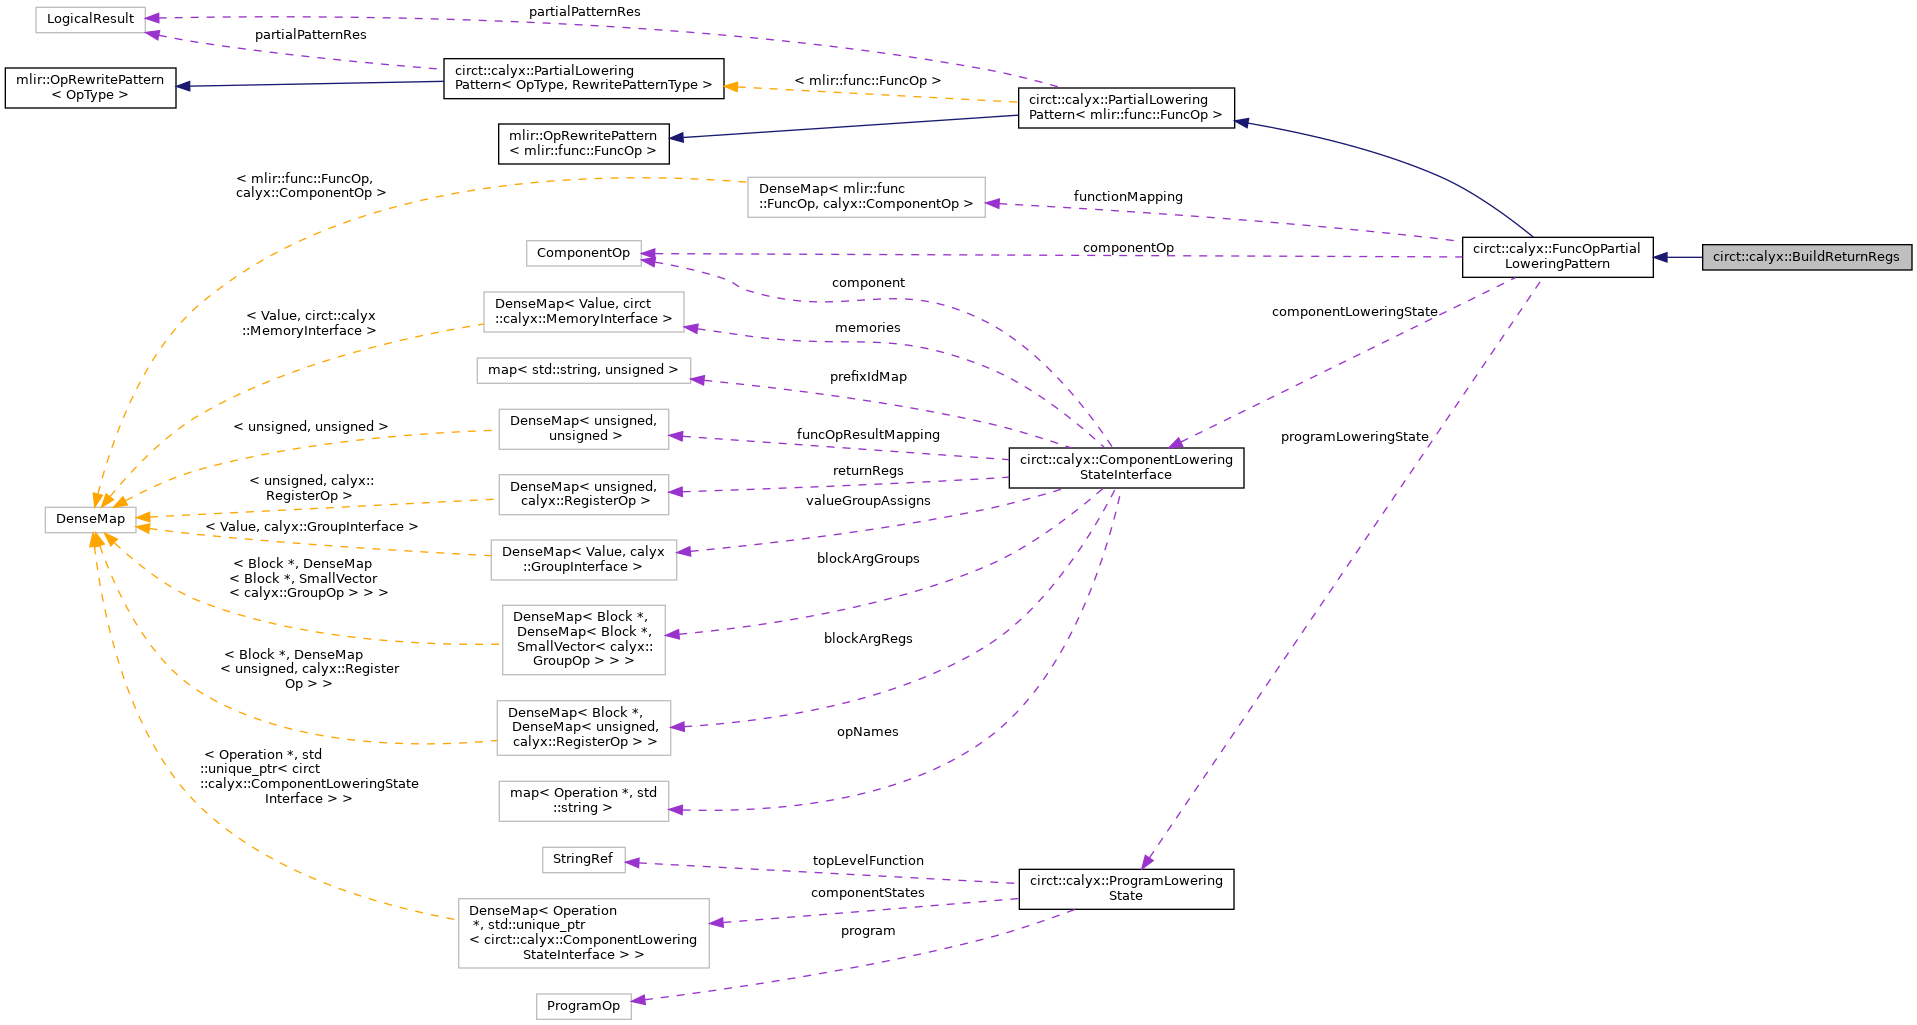 LogicalResult
partialPatternRes
partialPatternRes
mlir::OpRewritePattern
< OpType >
circt::calyx::PartialLowering
Pattern< OpType, RewritePatternType >
< mlir::func::FuncOp >
circt::calyx::PartialLowering
Pattern< mlir::func::FuncOp >
mlir::OpRewritePattern
< mlir::func::FuncOp >
< mlir::func::FuncOp,
calyx::ComponentOp >
DenseMap< mlir::func
::FuncOp, calyx::ComponentOp >
functionMapping
ComponentOp
componentOp
circt::calyx::FuncOpPartial
LoweringPattern
circt::calyx::BuildReturnRegs
component
DenseMap< Value, circt
::calyx::MemoryInterface >
< Value, circt::calyx
::MemoryInterface >
memories
componentLoweringState
map< std::string, unsigned >
prefixIdMap
< unsigned, unsigned >
DenseMap< unsigned,
unsigned >
funcOpResultMapping
programLoweringState
circt::calyx::ComponentLowering
StateInterface
< unsigned, calyx::
RegisterOp >
DenseMap< unsigned,
calyx::RegisterOp >
returnRegs
valueGroupAssigns
DenseMap
< Value, calyx::GroupInterface >
DenseMap< Value, calyx
::GroupInterface >
< Block *, DenseMap
< Block *, SmallVector
< calyx::GroupOp > > >
blockArgGroups
DenseMap< Block *,
DenseMap< Block *,
SmallVector< calyx::
GroupOp > > >
blockArgRegs
< Block *, DenseMap
< unsigned, calyx::Register
Op > >
DenseMap< Block *,
DenseMap< unsigned,
calyx::RegisterOp > >
opNames
< Operation *, std
::unique_ptr< circt
::calyx::ComponentLoweringState
Interface > >
map< Operation *, std
::string >
StringRef
topLevelFunction
circt::calyx::ProgramLowering
State
componentStates
DenseMap< Operation
*, std::unique_ptr
< circt::calyx::ComponentLowering
StateInterface > >
program
ProgramOp